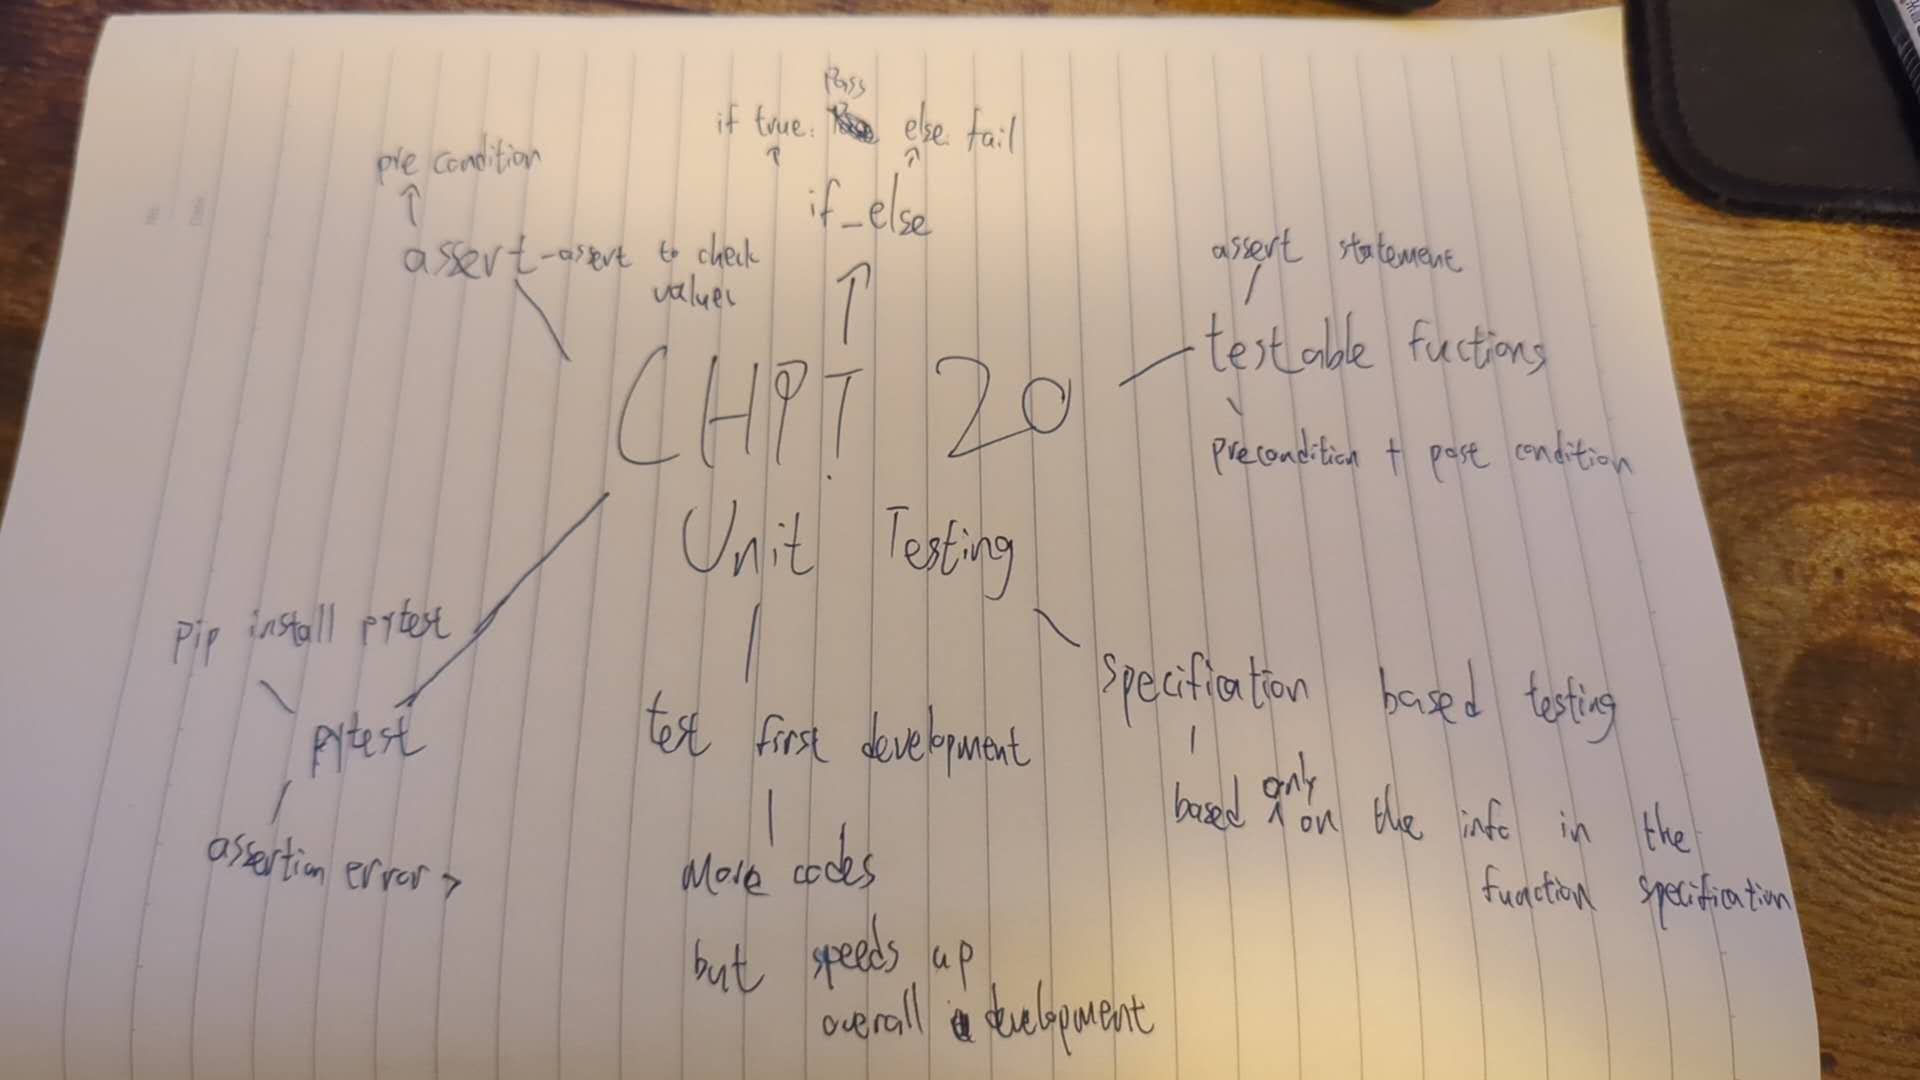 Pass
if true: else: fail
if_else
pre condition
assert - assert to check
values
assert statement
testable fuctions
precondition + post condition
CHPT 20
Unit Testing
pip install pytest
pytest
assertion error >
test first development
More codes
but speeds up
overall development
specification based testing
based only on the info in the
function specification